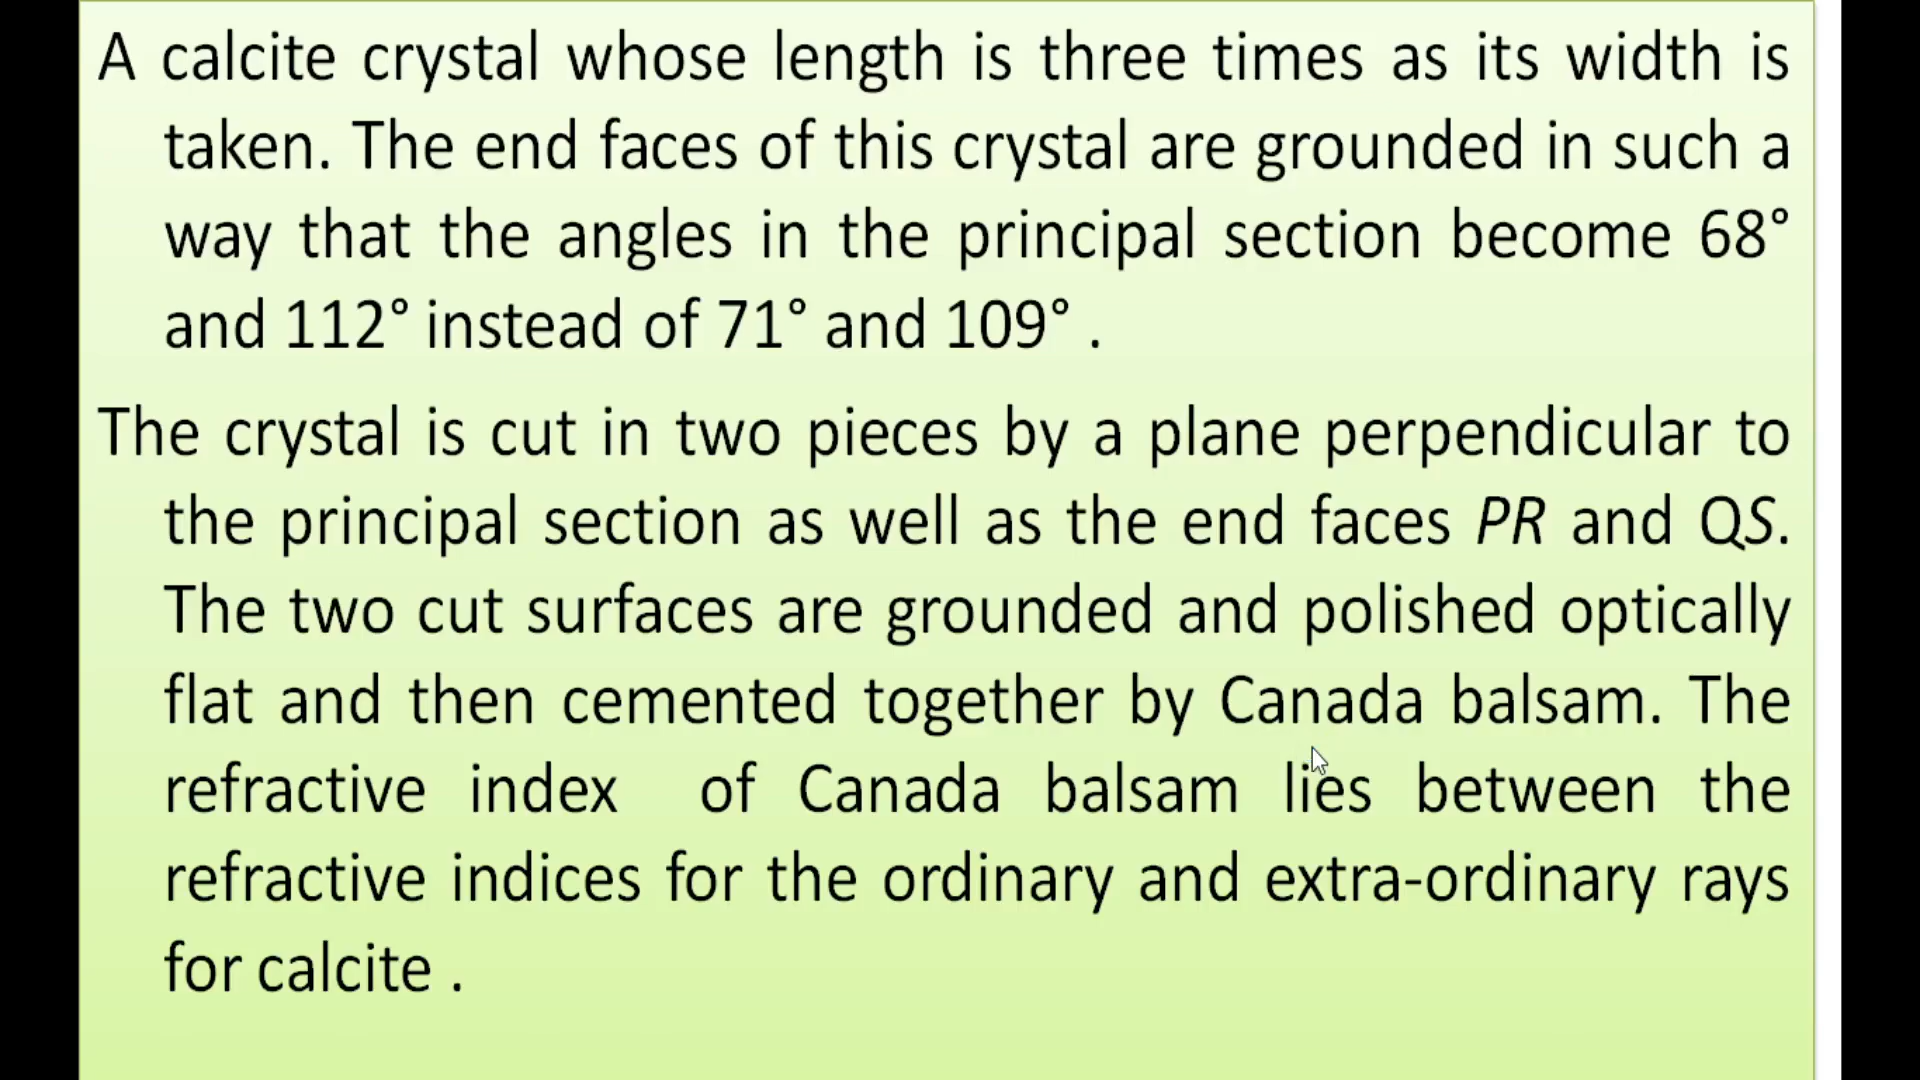 A calcite crystal whose length is three times as its width is
taken. The end faces of this crystal are grounded in such a
way that the angles in the principal section become 68°
and 112° instead of 71° and 109° .
The crystal is cut in two pieces by a plane perpendicular to
the principal section as well as the end faces PR and QS.
The two cut surfaces are grounded and polished optically
flat and then cemented together by Canada balsam. The
refractive index of Canada balsam lies between the
refractive indices for the ordinary and extra-ordinary rays
for calcite .